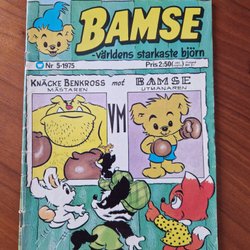 BAMSE
-världens starkaste björn
Nr 5-1975
Pris 2:50
KNÄCKE BENKROSS mot BAMSE
MÄSTAREN
UTMANAREN
VM